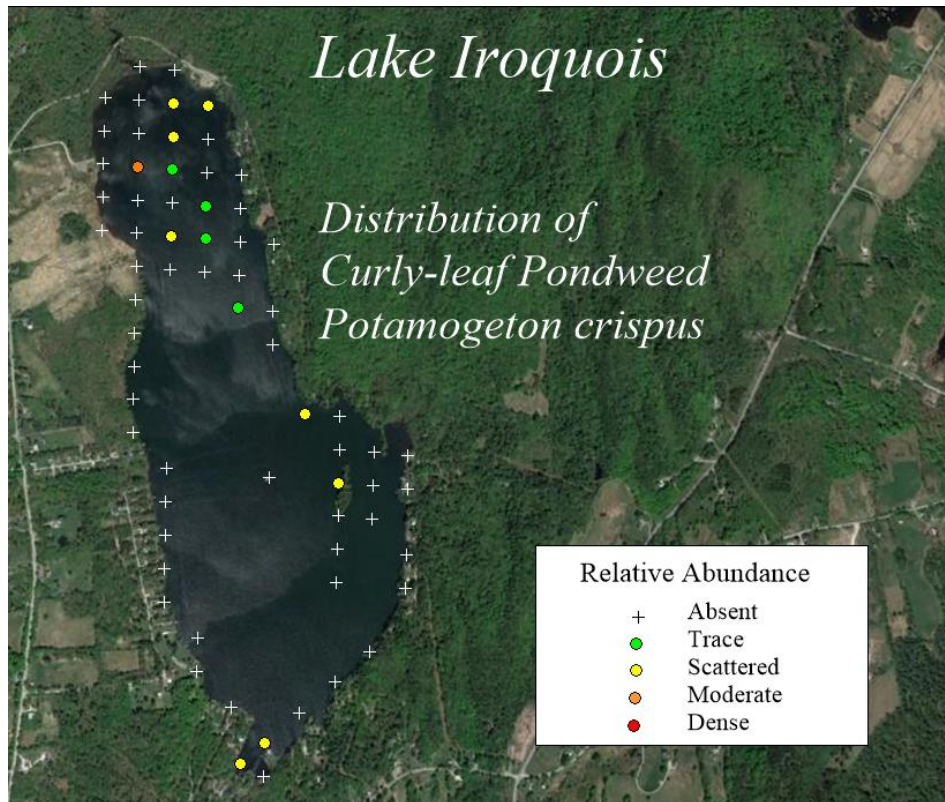 Lake Iroquois
Distribution of
Curly-leaf Pondweed
Potamogeton crispus
Relative Abundance
Absent
Trace
Scattered
Moderate
Dense